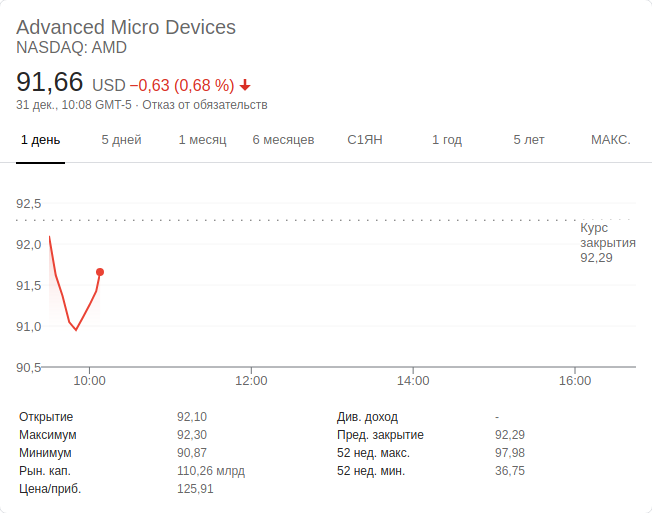 Advanced Micro Devices
NASDAQ: AMD
91,66 USD −0,63 (0,68 %)
31 дек., 10:08 GMT-5 · Отказ от обязательств
1 день 5 дней 1 месяц 6 месяцев С1ЯН 1 год 5 лет МАКС.
92,5
Курс
закрытия
92,29
92,0
91,5
91,0
90,5
10:00 12:00 14:00 16:00
Открытие 92,10 Див. доход -
Максимум 92,30 Пред. закрытие 92,29
Минимум 90,87 52 нед. макс. 97,98
Рын. кап. 110,26 млрд 52 нед. мин. 36,75
Цена/приб. 125,91